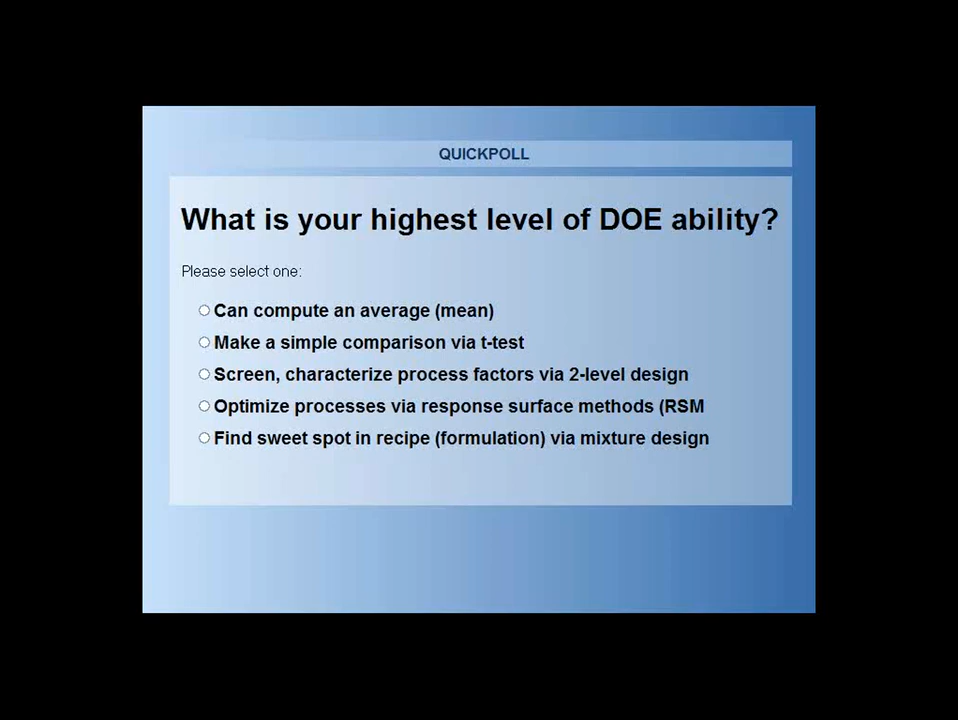 QUICKPOLL
What is your highest level of DOE ability?
Please select one:
Can compute an average (mean)
Make a simple comparison via t-test
Screen, characterize process factors via 2-level design
Optimize processes via response surface methods (RSM
Find sweet spot in recipe (formulation) via mixture design